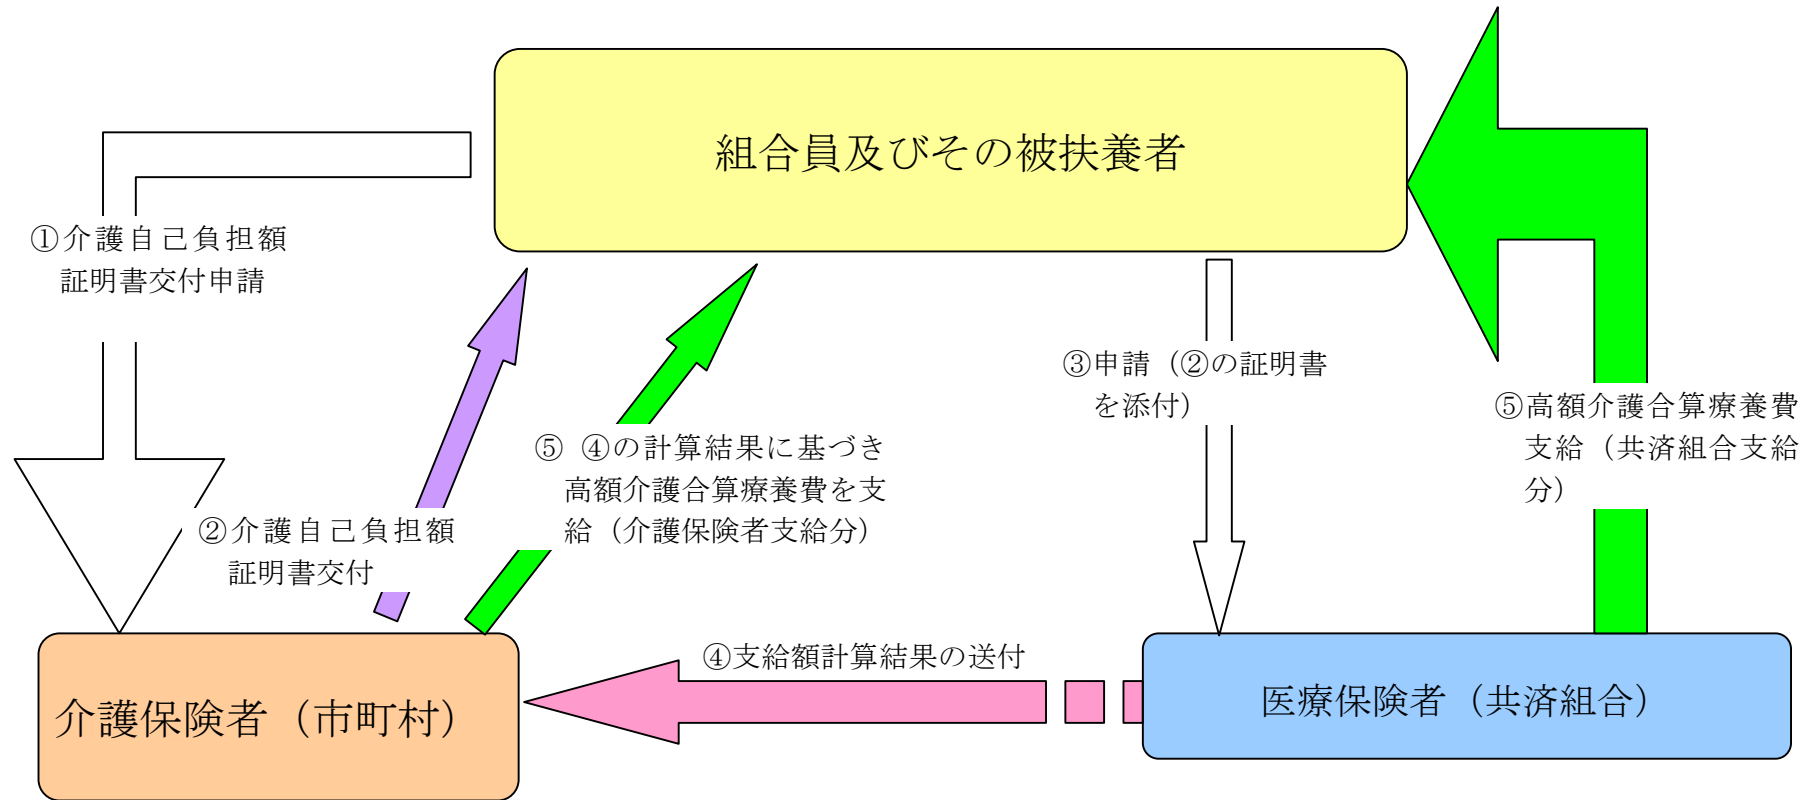 組合員及びその被扶養者
①介護自己負担額
証明書交付申請
③申請（②の証明書
を添付）
⑤高額介護合算療養費
支給（共済組合支給
分）
⑤ ④の計算結果に基づき
高額介護合算療養費を支
給（介護保険者支給分）
②介護自己負担額
証明書交付
④支給額計算結果の送付
介護保険者（市町村）
医療保険者（共済組合）